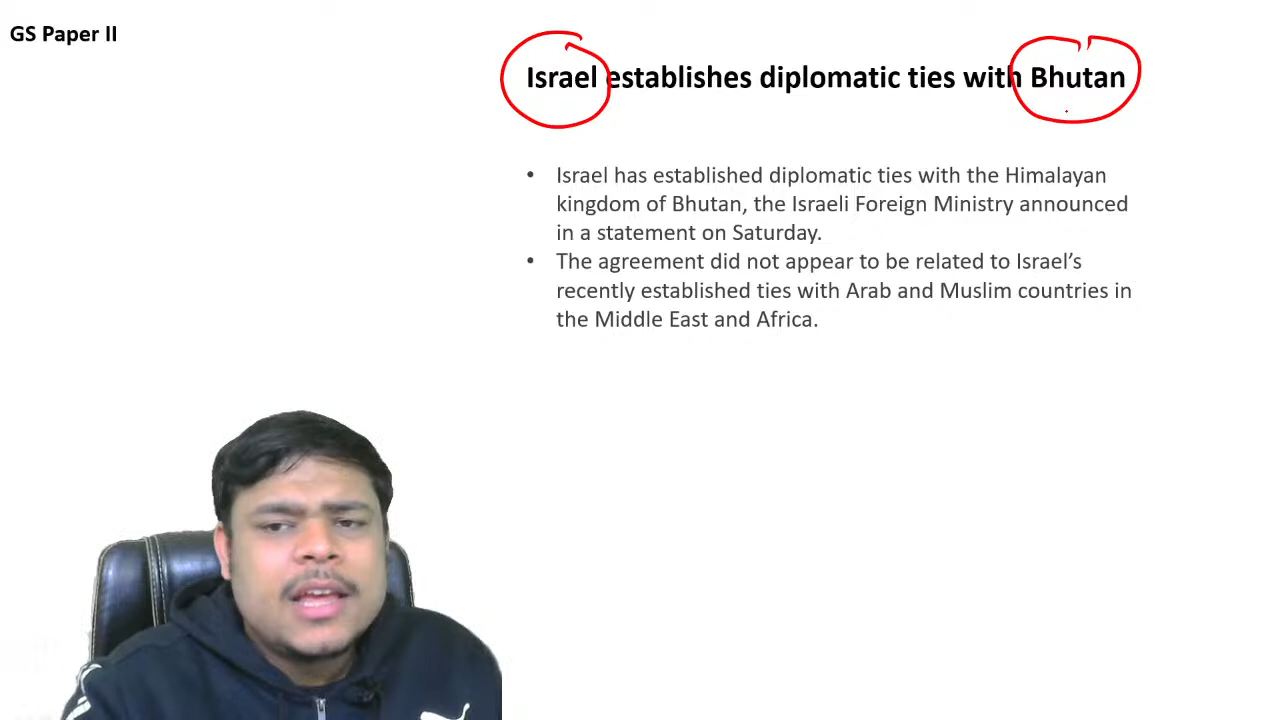 GS Paper II
Israel establishes diplomatic ties with Bhutan
• Israel has established diplomatic ties with the Himalayan
kingdom of Bhutan, the Israeli Foreign Ministry announced
in a statement on Saturday.
• The agreement did not appear to be related to Israel’s
recently established ties with Arab and Muslim countries in
the Middle East and Africa.